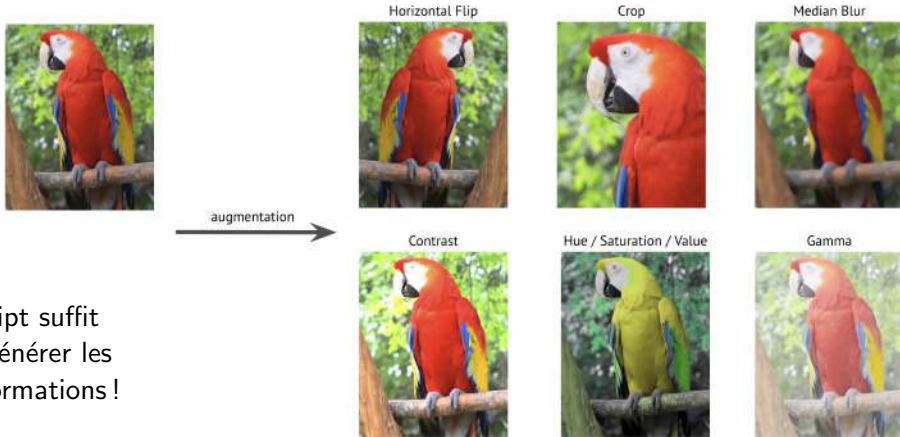 Horizontal Flip
Crop
Median Blur
augmentation
Contrast
Hue / Saturation / Value
Gamma
ipt suffit
énérer les
ormations !